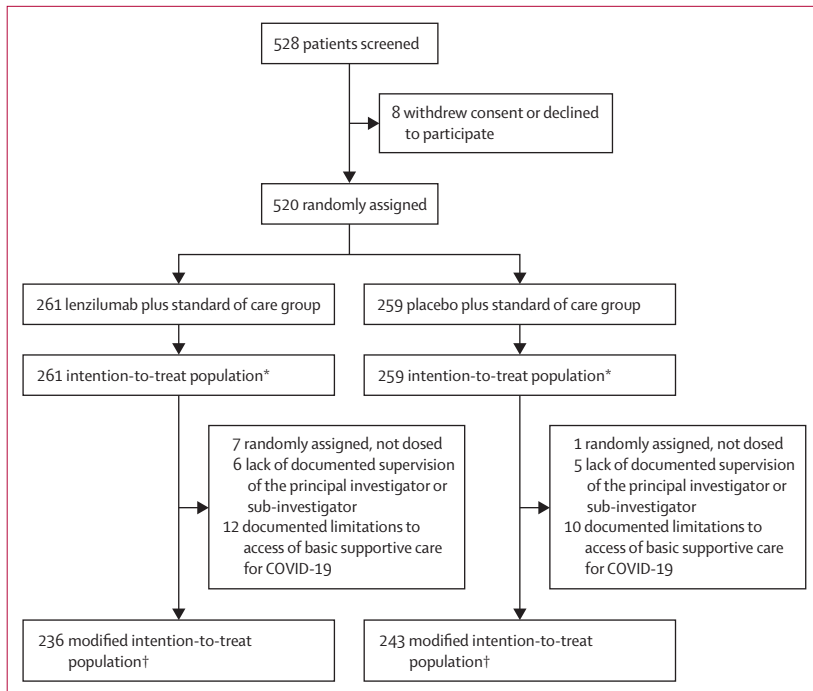 528 patients screened
8 withdrew consent or declined
to participate
520 randomly assigned
261 lenzilumab plus standard of care group
259 placebo plus standard of care group
261 intention-to-treat population*
259 intention-to-treat population*
7 randomly assigned, not dosed
6 lack of documented supervision
of the principal investigator or
sub-investigator
12 documented limitations to
access of basic supportive care
for COVID-19
1 randomly assigned, not dosed
5 lack of documented supervision
of the principal investigator or
sub-investigator
10 documented limitations to
access of basic supportive care
for COVID-19
236 modified intention-to-treat
population†
243 modified intention-to-treat
population†